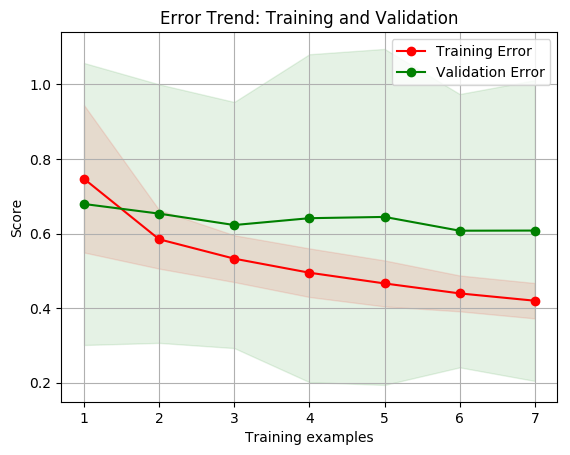 Error Trend: Training and Validation
Training Error
Validation Error
1.0
0.8
0.6
0.4
0.2
Score
1 2 3 4 5 6 7
Training examples